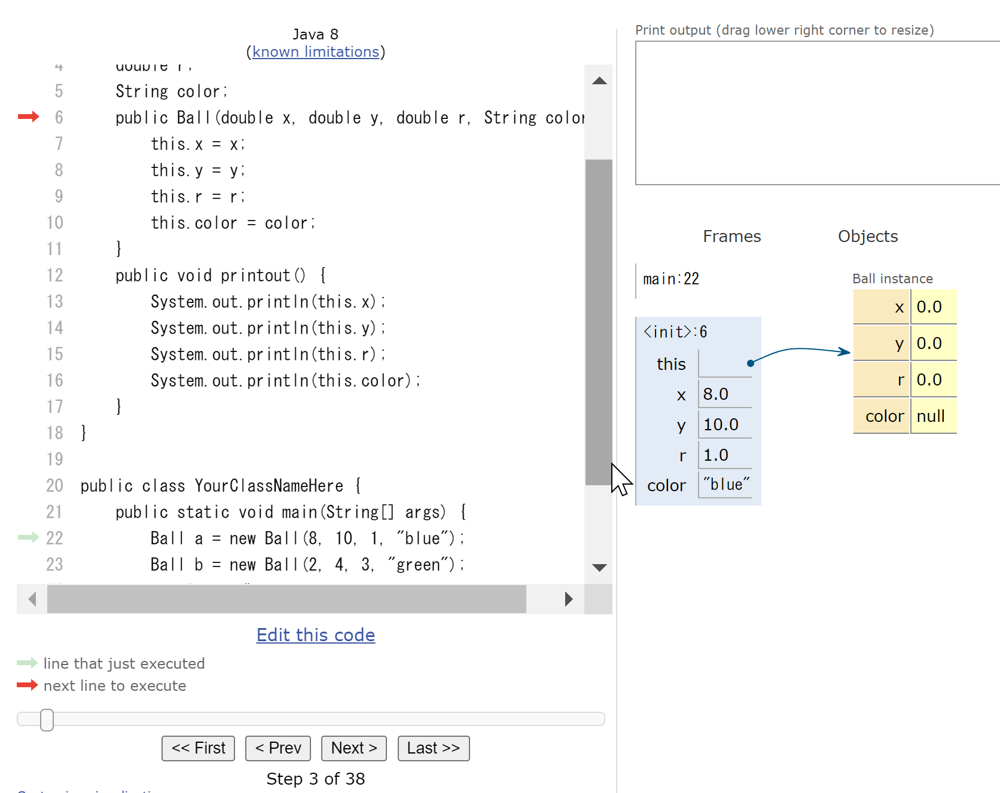 Java 8
(known limitations)
4 double r;
5 String color;
6 public Ball(double x, double y, double r, String color
7 this.x = x;
8 this.y = y;
9 this.r = r;
10 this.color = color;
11 }
12 public void printout() {
13 System.out.println(this.x);
14 System.out.println(this.y);
15 System.out.println(this.r);
16 System.out.println(this.color);
17 }
18 }
19
20 public class YourClassNameHere {
21 public static void main(String[] args) {
22 Ball a = new Ball(8, 10, 1, "blue");
23 Ball b = new Ball(2, 4, 3, "green");
Edit this code
line that just executed
next line to execute
<< First < Prev Next > Last >>
Step 3 of 38
Print output (drag lower right corner to resize)
Frames Objects
main:22
<init>:6
this
x 8.0
y 10.0
r 1.0
color "blue"
Ball instance
x 0.0
y 0.0
r 0.0
color null